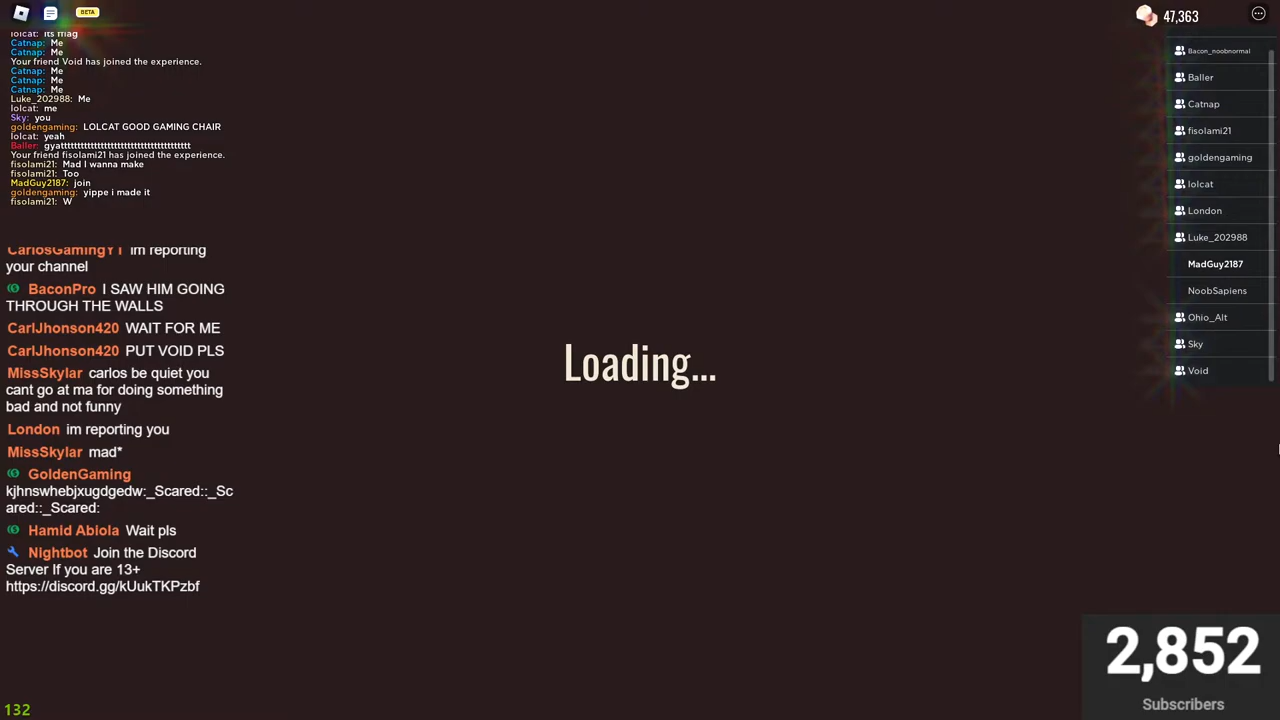 BETA
47,363
lolcat: its mag
Catnap: Me
Catnap: Me
Your friend Void has joined the experience.
Catnap: Me
Catnap: Me
Catnap: Me
Luke_202988: Me
lolcat: me
Sky: you
goldengaming: LOLCAT GOOD GAMING CHAIR
lolcat: yeah
Baller: gyatttttttttttttttttttttttttttttttttttttttt
Your friend fisolami21 has joined the experience.
fisolami21: Mad I wanna make
fisolami21: Too
MadGuy2187: join
goldengaming: yippe i made it
fisolami21: W
CarlosGamingYT im reporting
your channel
BaconPro I SAW HIM GOING
THROUGH THE WALLS
CarlJhonson420 WAIT FOR ME
CarlJhonson420 PUT VOID PLS
MissSkylar carlos be quiet you
cant go at ma for doing something
bad and not funny
London im reporting you
MissSkylar mad*
GoldenGaming
kjhnswhebjxugdgedw:_Scared::_Sc
ared::_Scared:
Hamid Abiola Wait pls
Nightbot Join the Discord
Server If you are 13+
https://discord.gg/kUukTKPzbf
132
Loading...
Bacon_noobnormal
Baller
Catnap
fisolami21
goldengaming
lolcat
London
Luke_202988
MadGuy2187
NoobSapiens
Ohio_Alt
Sky
Void
2,852
Subscribers